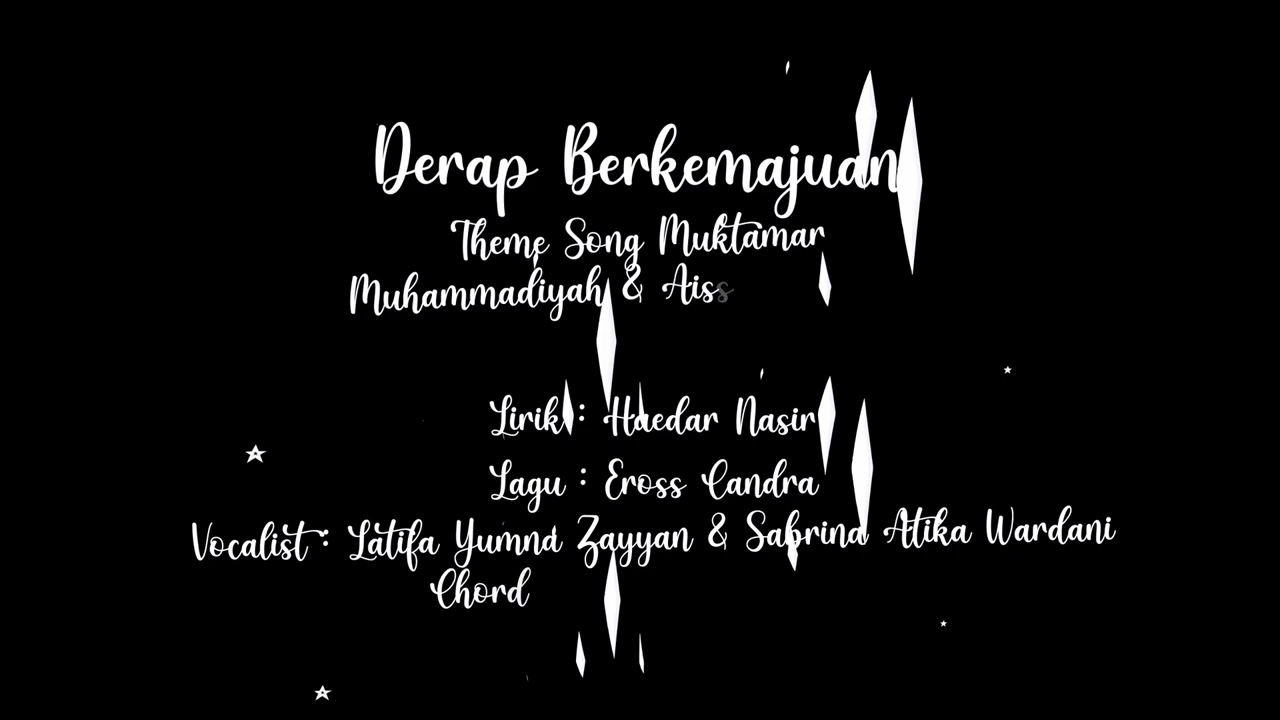 Derap Berkemajuan
Theme Song Muktamar
Muhammadiyah & Aiss
Lirik : Haedar Nasir
Lagu : Eross Candra
Vocalist : Latifa Yumna Zayyan & Sabrina Atika Wardani
Chord